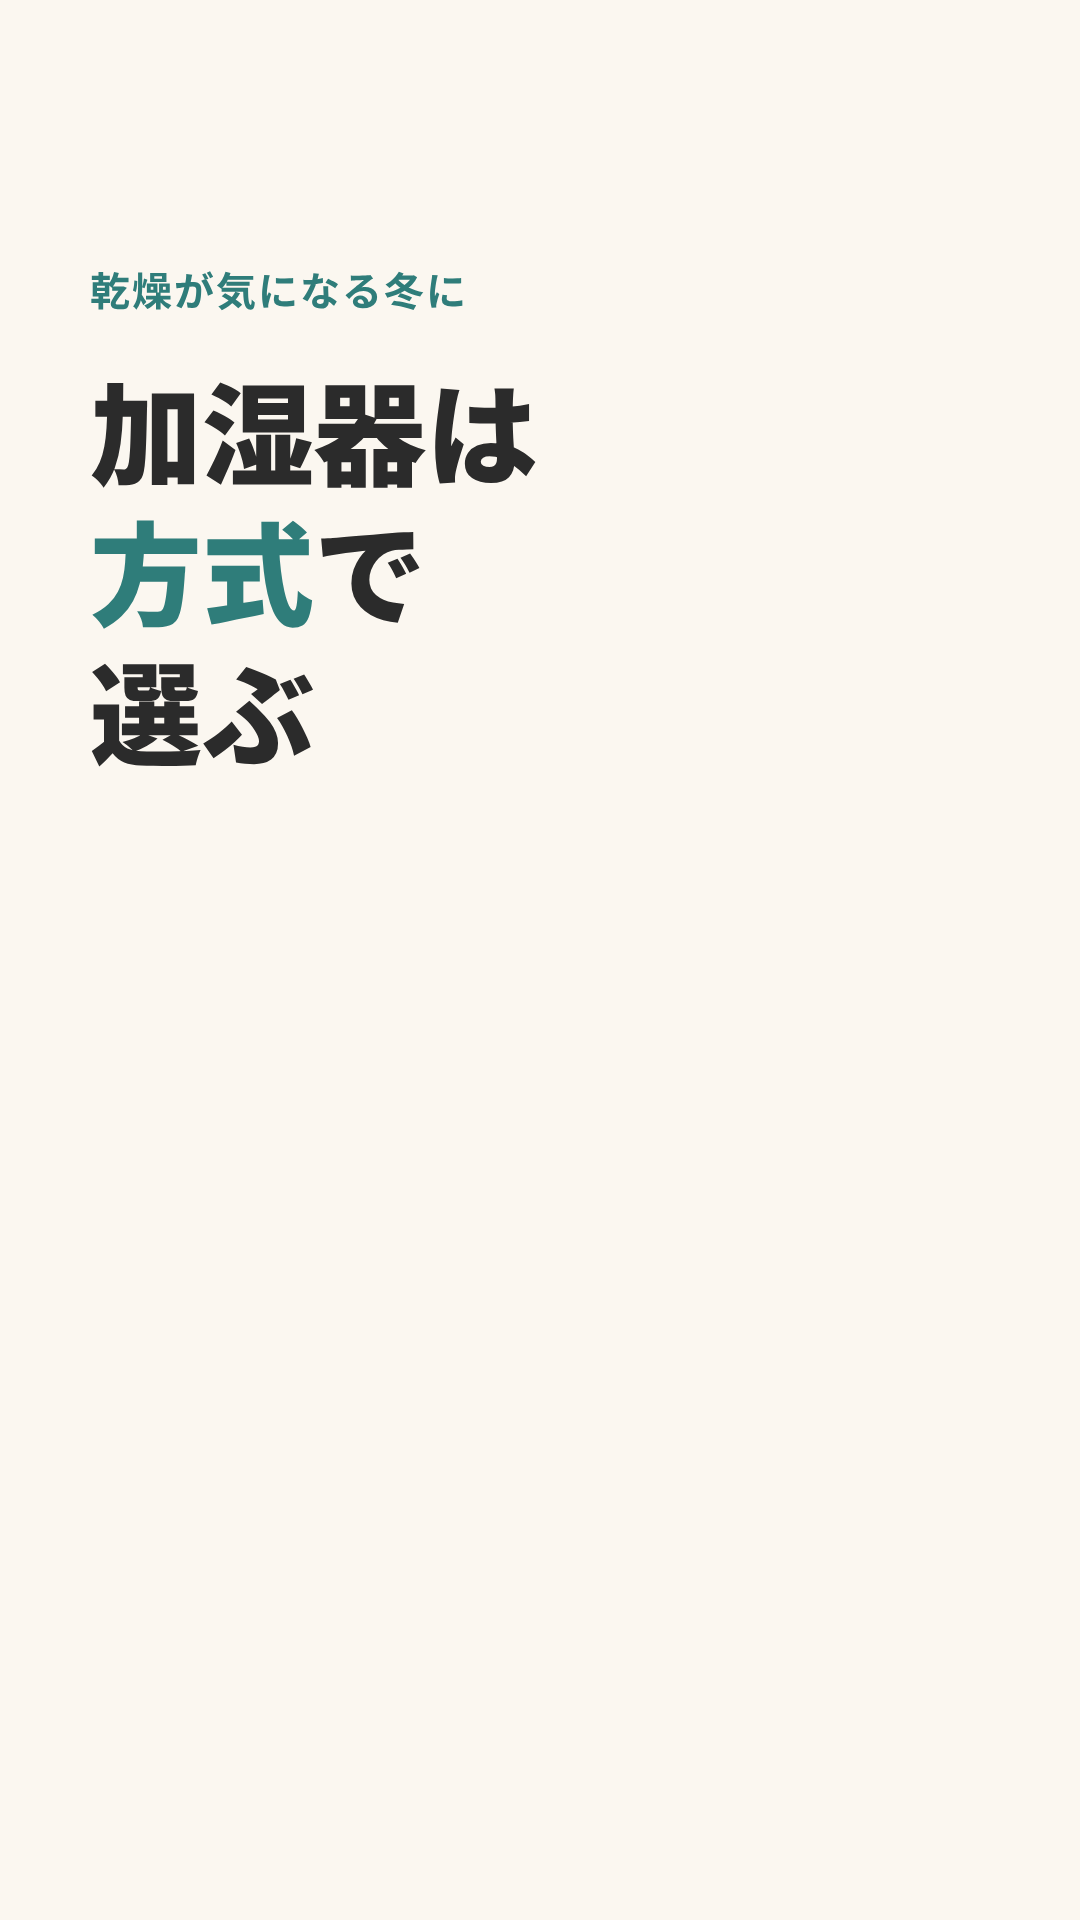 乾燥が気になる冬に
加湿器は
方式で
選ぶ